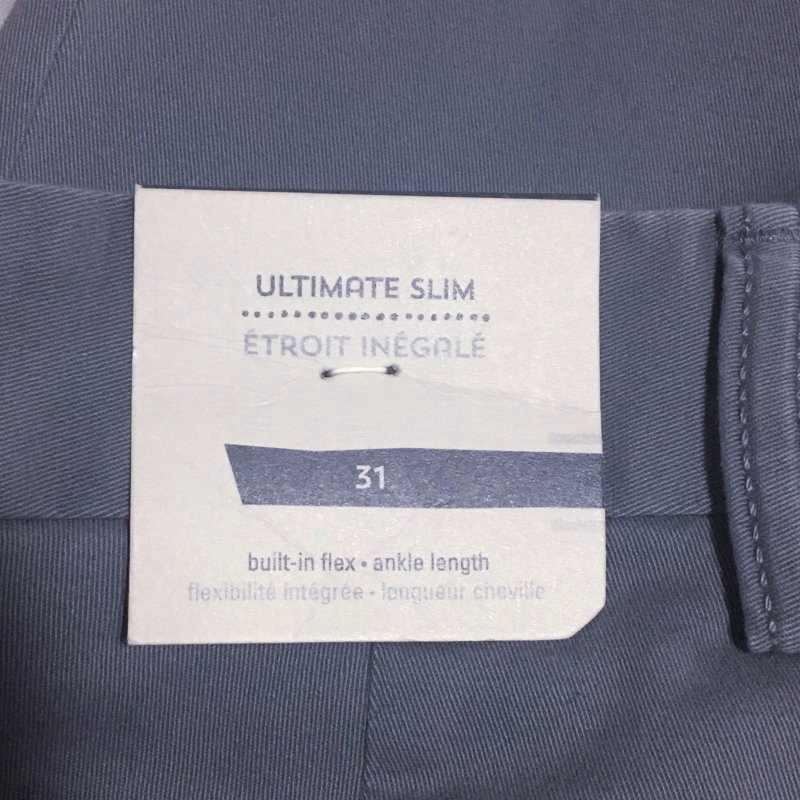 ULTIMATE SLIM
ÉTROIT INÉGALÉ
31
built-in flex • ankle length
flexibilité intégrée • longueur cheville